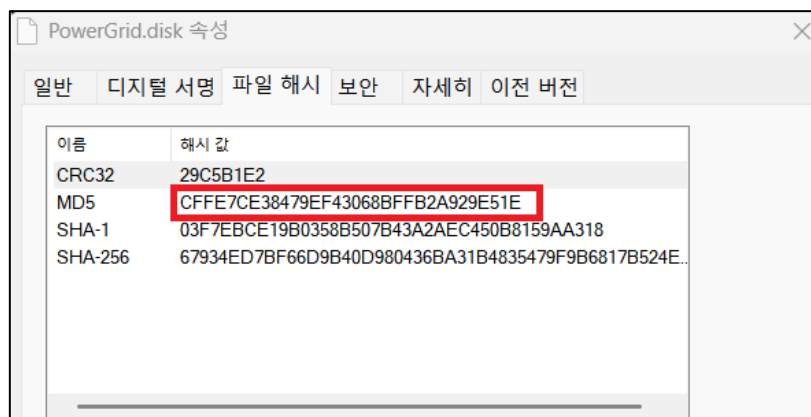 PowerGrid.disk 속성
일반 디지털 서명 파일 해시 보안 자세히 이전 버전
이름 해시 값
CRC32 29C5B1E2
MD5 CFFE7CE38479EF43068BFFB2A929E51E
SHA-1 03F7EBCE19B0358B507B43A2AEC450B8159AA318
SHA-256 67934ED7BF66D9B40D980436BA31B4835479F9B6817B524E...